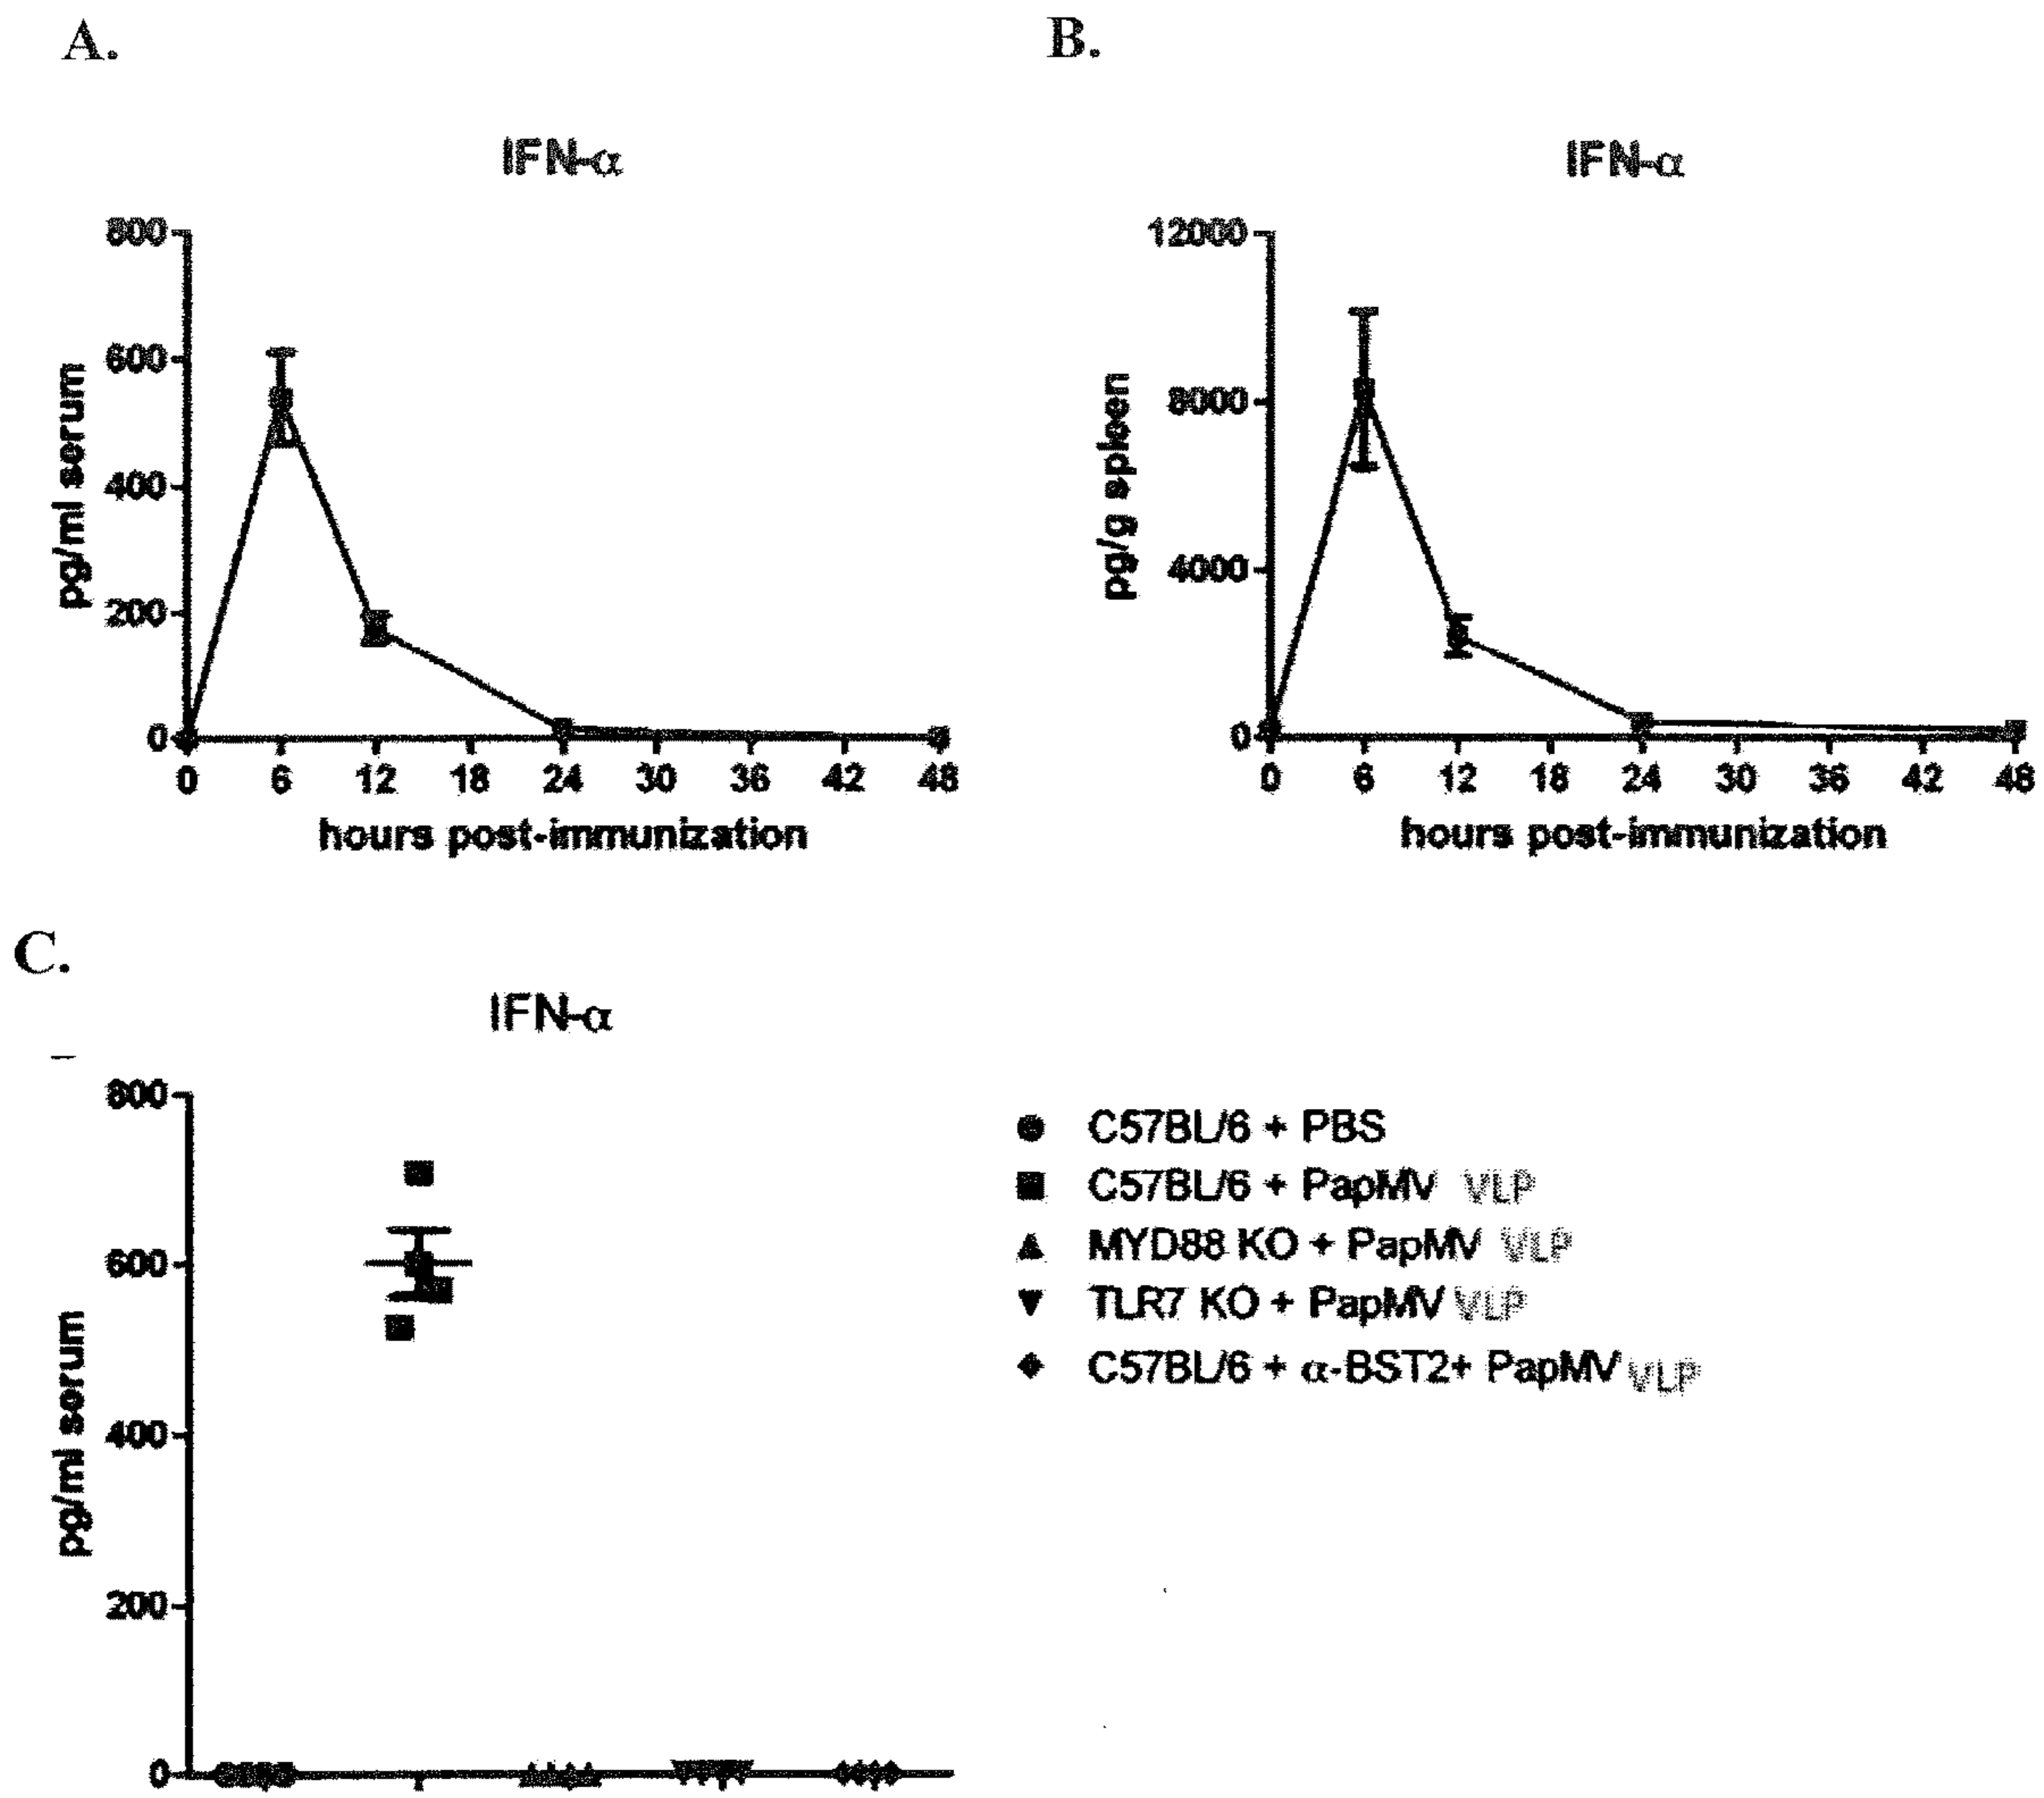 A.
IFN-α
800
600
400
200
0
pg/ml serum
0 6 12 18 24 30 36 42 48
hours post-immunization
B.
IFN-α
12000
8000
4000
0
pg/g spleen
0 6 12 18 24 30 36 42 48
hours post-immunization
C.
IFN-α
800
600
400
200
0
pg/ml serum
C57BL/6 + PBS
C57BL/6 + PapMV VLP
MYD88 KO + PapMV VLP
TLR7 KO + PapMV VLP
C57BL/6 + α-BST2+ PapMV VLP